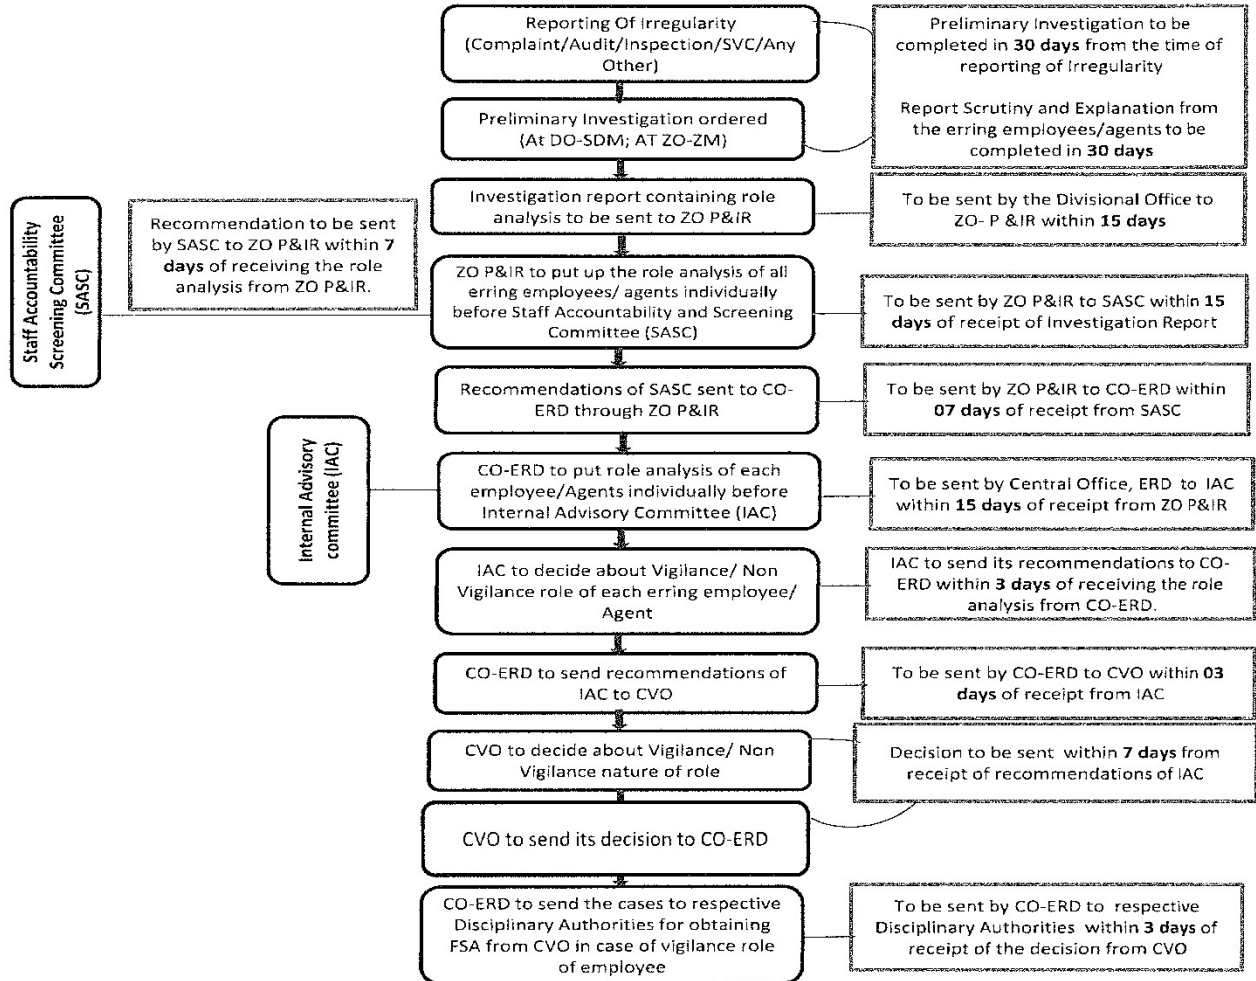 Reporting Of Irregularity
(Complaint/Audit/Inspection/SVC/Any
Other)
Preliminary Investigation to be
completed in 30 days from the time of
reporting of Irregularity
Report Scrutiny and Explanation from
the erring employees/agents to be
completed in 30 days
Preliminary Investigation ordered
(At DO-SDM; AT ZO-ZM)
Investigation report containing role
analysis to be sent to ZO P&IR
To be sent by the Divisional Office to
ZO- P &IR within 15 days
Staff Accountability
Screening Committee
(SASC)
Recommendation to be sent
by SASC to ZO P&IR within 7
days of receiving the role
analysis from ZO P&IR.
ZO P&IR to put up the role analysis of all
erring employees/ agents individually
before Staff Accountability and Screening
Committee (SASC)
To be sent by ZO P&IR to SASC within 15
days of receipt of Investigation Report
Recommendations of SASC sent to CO-
ERD through ZO P&IR
To be sent by ZO P&IR to CO-ERD within
07 days of receipt from SASC
Internal Advisory
committee (IAC)
CO-ERD to put role analysis of each
employee/Agents individually before
Internal Advisory Committee (IAC)
To be sent by Central Office, ERD to IAC
within 15 days of receipt from ZO P&IR
IAC to decide about Vigilance/ Non
Vigilance role of each erring employee/
Agent
IAC to send its recommendations to CO-
ERD within 3 days of receiving the role
analysis from CO-ERD.
CO-ERD to send recommendations of
IAC to CVO
To be sent by CO-ERD to CVO within 03
days of receipt from IAC
CVO to decide about Vigilance/ Non
Vigilance nature of role
Decision to be sent within 7 days from
receipt of recommendations of IAC
CVO to send its decision to CO-ERD
CO-ERD to send the cases to respective
Disciplinary Authorities for obtaining
FSA from CVO in case of vigilance role
of employee
To be sent by CO-ERD to respective
Disciplinary Authorities within 3 days of
receipt of the decision from CVO